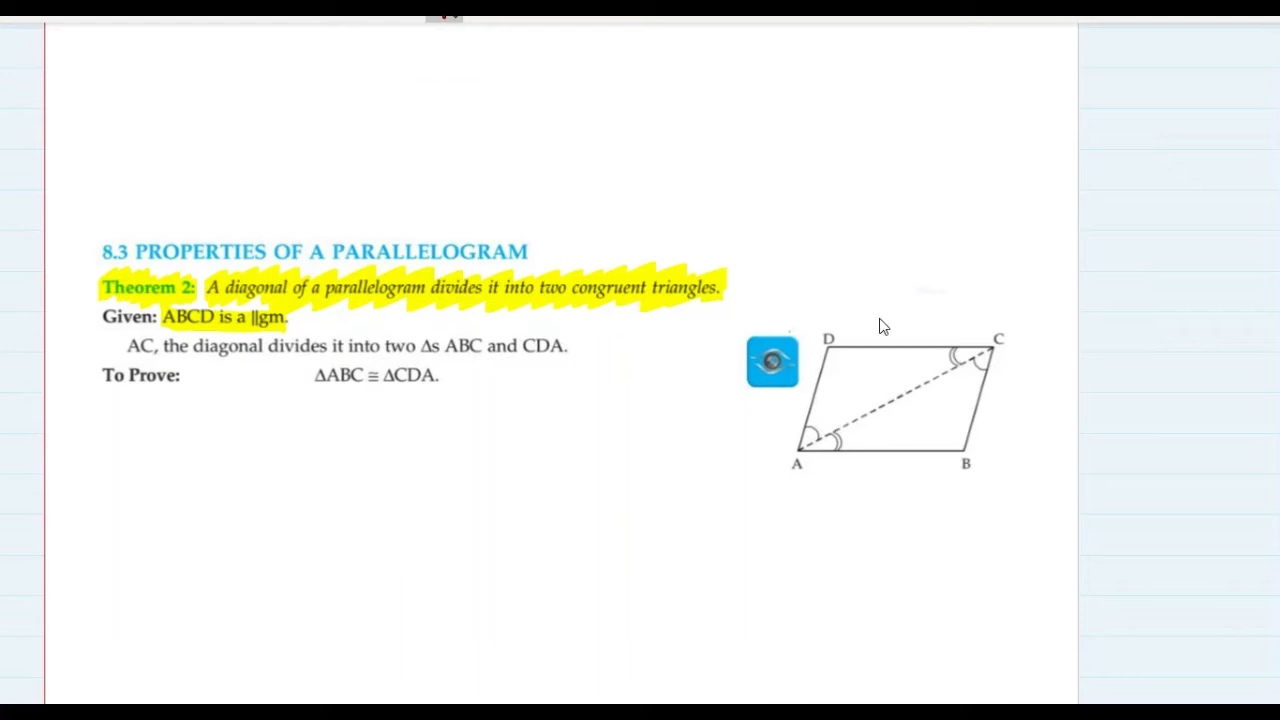 8.3 PROPERTIES OF A PARALLELOGRAM
Theorem 2: A diagonal of a parallelogram divides it into two congruent triangles.
Given: ABCD is a ||gm.
AC, the diagonal divides it into two Δs ABC and CDA.
To Prove: ΔABC ≅ ΔCDA.
D C
A B